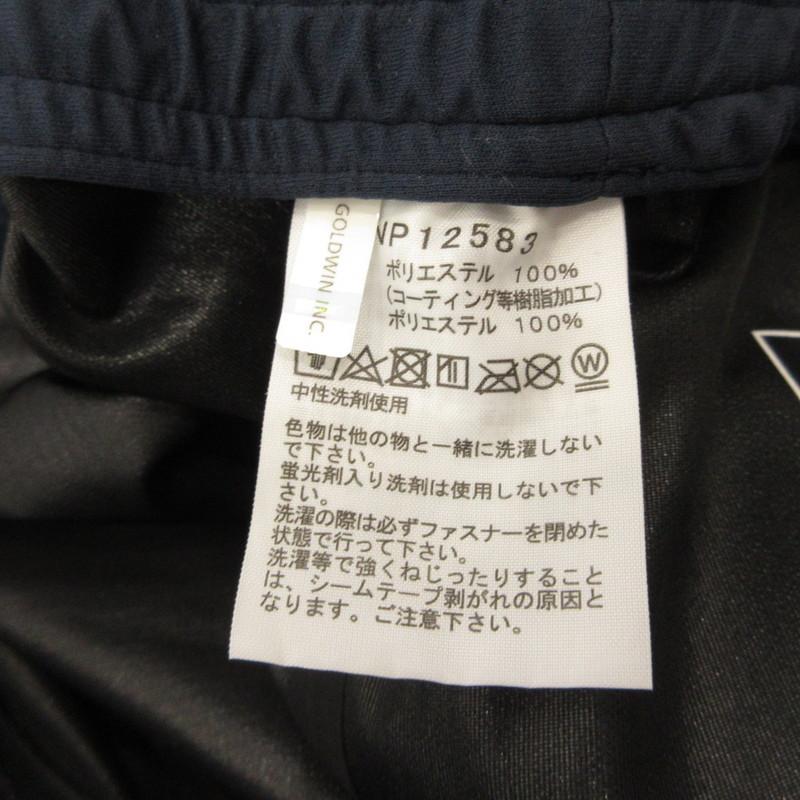 GOLDWIN INC.
NP12583
ポリエステル 100%
(コーティング等樹脂加工)
ポリエステル 100%
W
中性洗剤使用
色物は他の物と一緒に洗濯しない
で下さい。
蛍光剤入り洗剤は使用しないで下
さい。
洗濯の際は必ずファスナーを閉めた
状態で行って下さい。
洗濯等で強くねじったりすること
は、シームテープ剥がれの原因と
なります。ご注意下さい。